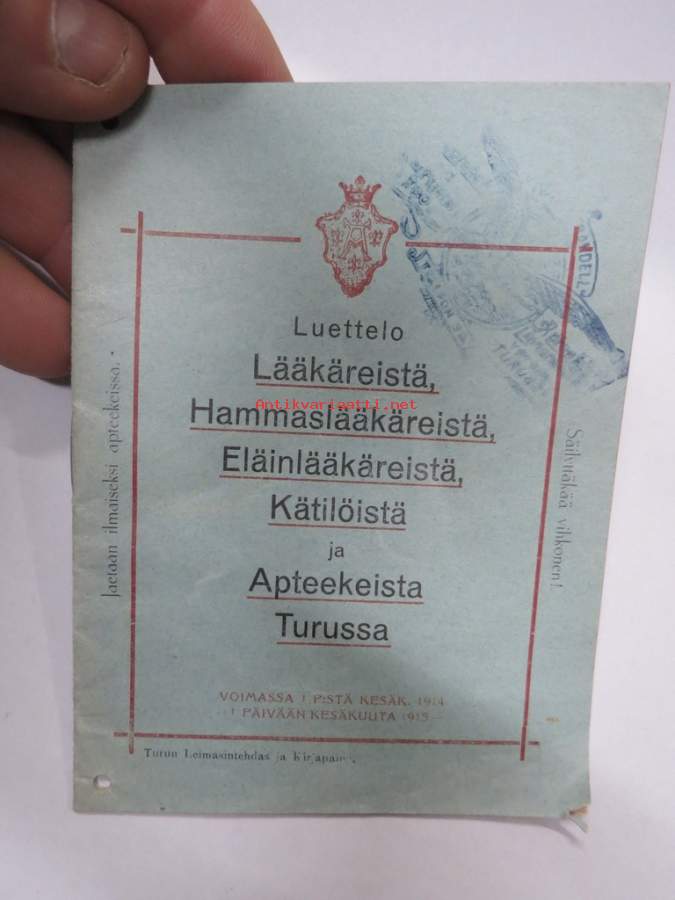 Luettelo
Lääkäreistä,
Hammaslääkäreistä,
Antikvariaatti.net
Eläinlääkäreistä,
Kätilöistä
ja
Apteekeista
Turussa
VOIMASSA 1 P:STÄ KESÄK. 1914
1 PÄIVÄÄN KESÄKUUTA 1915
Jaetaan ilmaiseksi apteekeissa.
Säilyttäkää vihkonen!
Turun Leimasintehdas ja